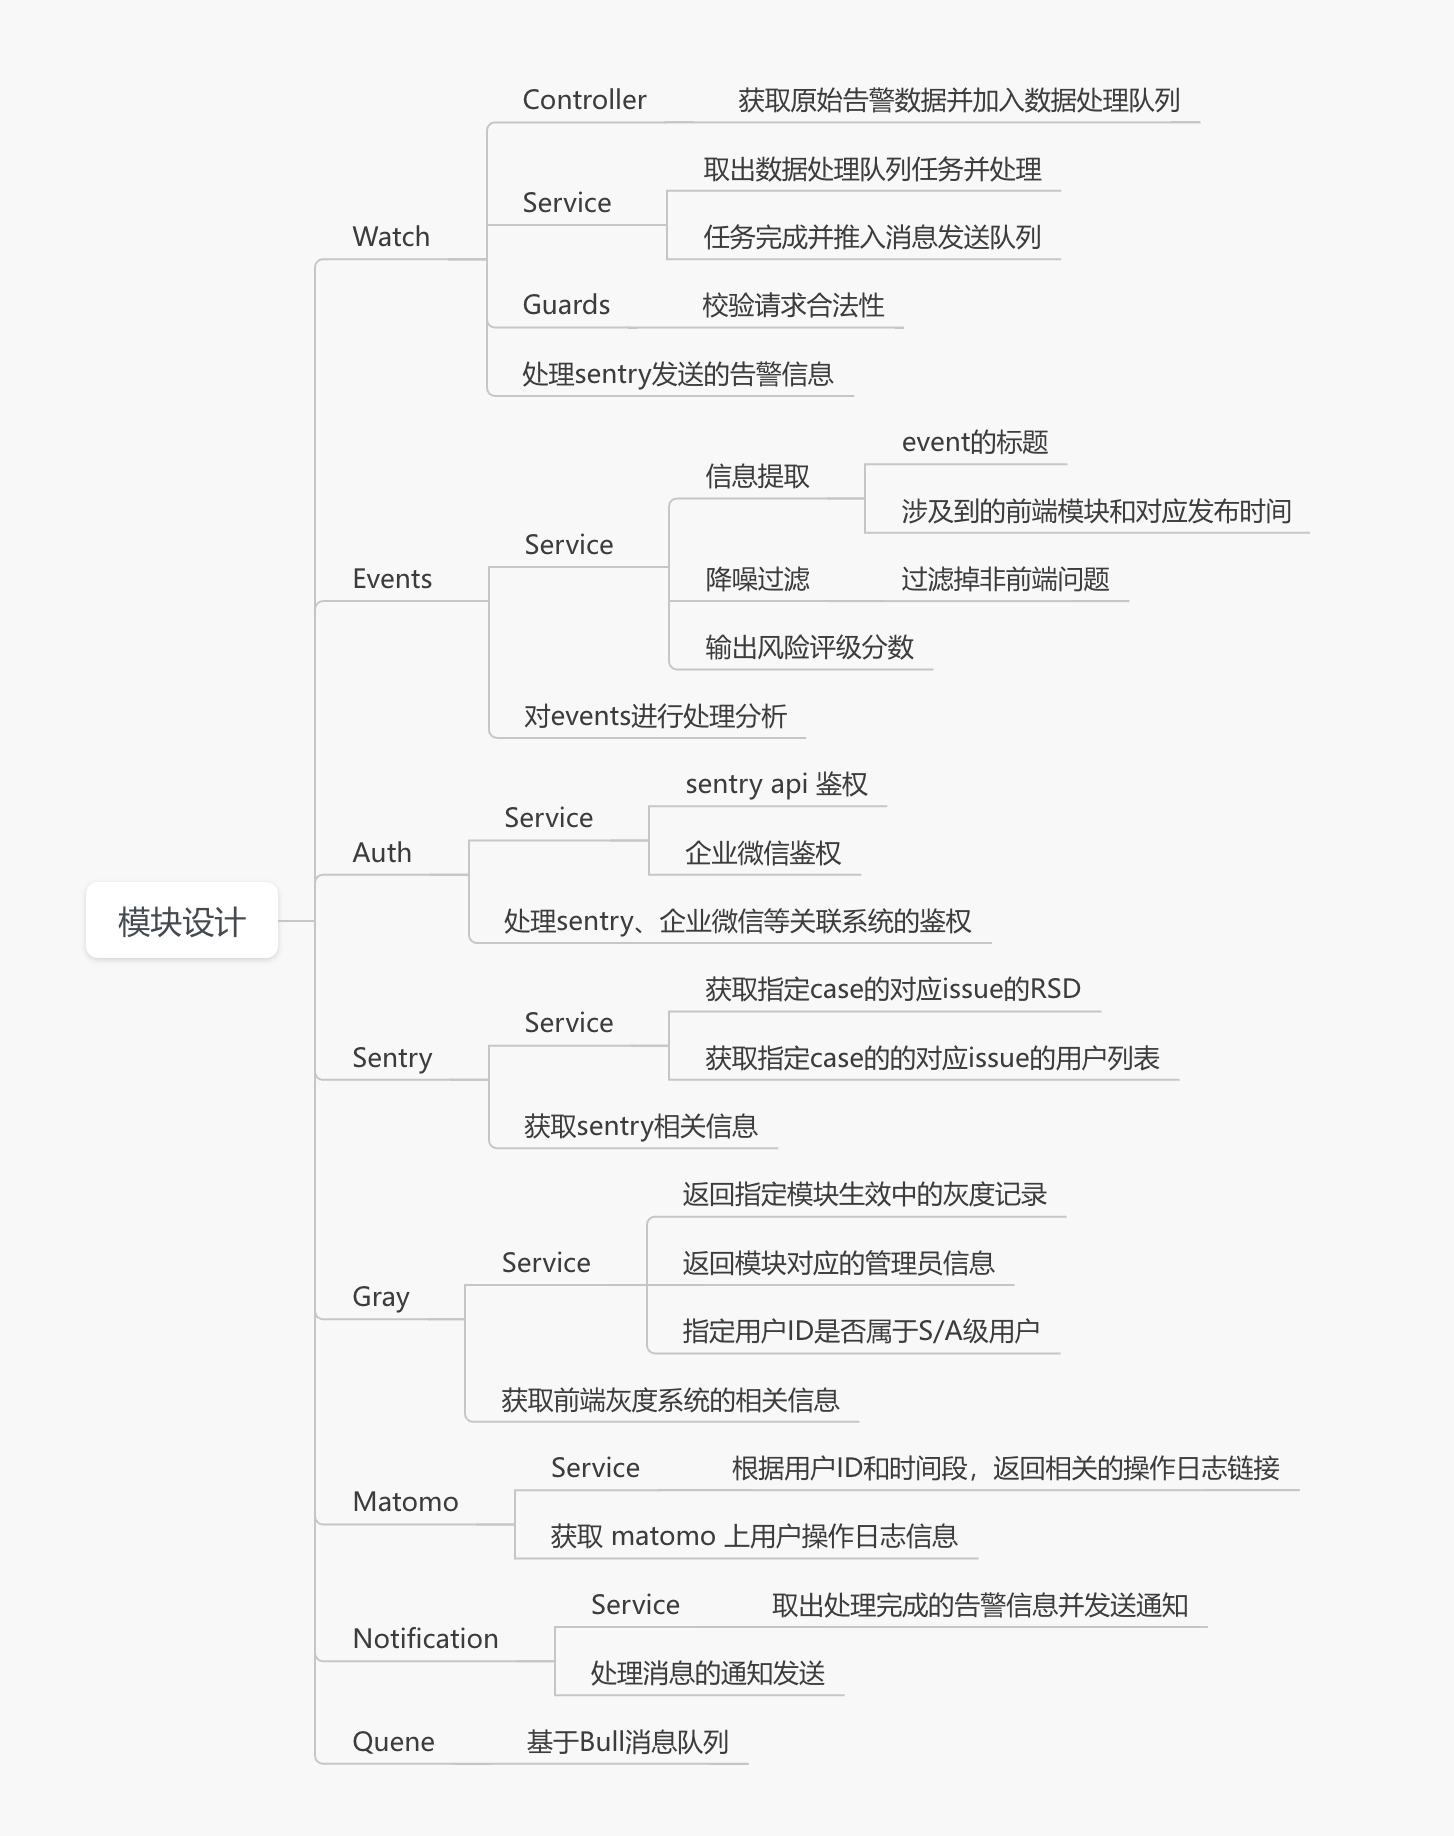 模块设计
Watch
Controller
获取原始告警数据并加入数据处理队列
Service
取出数据处理队列任务并处理
任务完成并推入消息发送队列
Guards
校验请求合法性
处理sentry发送的告警信息
Events
Service
信息提取
event的标题
涉及到的前端模块和对应发布时间
降噪过滤
过滤掉非前端问题
输出风险评级分数
对events进行处理分析
Auth
Service
sentry api 鉴权
企业微信鉴权
处理sentry、企业微信等关联系统的鉴权
Sentry
Service
获取指定case的对应issue的RSD
获取指定case的的对应issue的用户列表
获取sentry相关信息
Gray
Service
返回指定模块生效中的灰度记录
返回模块对应的管理员信息
指定用户ID是否属于S/A级用户
获取前端灰度系统的相关信息
Matomo
Service
根据用户ID和时间段，返回相关的操作日志链接
获取 matomo 上用户操作日志信息
Notification
Service
取出处理完成的告警信息并发送通知
处理消息的通知发送
Quene
基于Bull消息队列